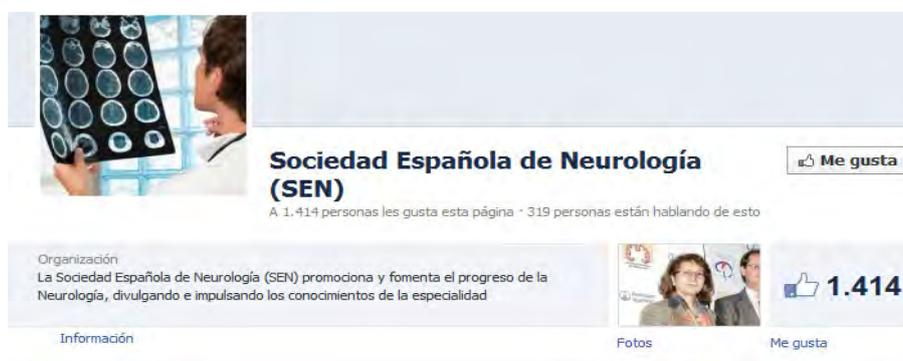 Sociedad Española de Neurología
(SEN)
Me gusta
A 1.414 personas les gusta esta página · 319 personas están hablando de esto
Organización
La Sociedad Española de Neurología (SEN) promociona y fomenta el progreso de la
Neurología, divulgando e impulsando los conocimientos de la especialidad
1.414
Información
Fotos
Me gusta